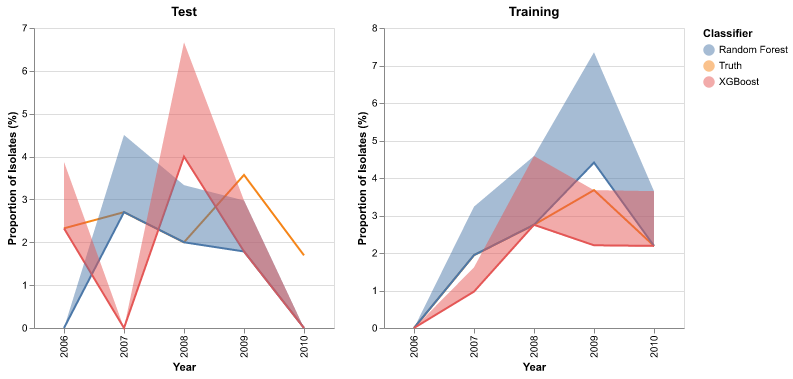 Test
Training
Classifier
Random Forest
Truth
XGBoost
Proportion of Isolates (%)
7
6
5
4
3
2
1
0
2006
2007
2008
2009
2010
Year
Proportion of Isolates (%)
8
7
6
5
4
3
2
1
0
2006
2007
2008
2009
2010
Year